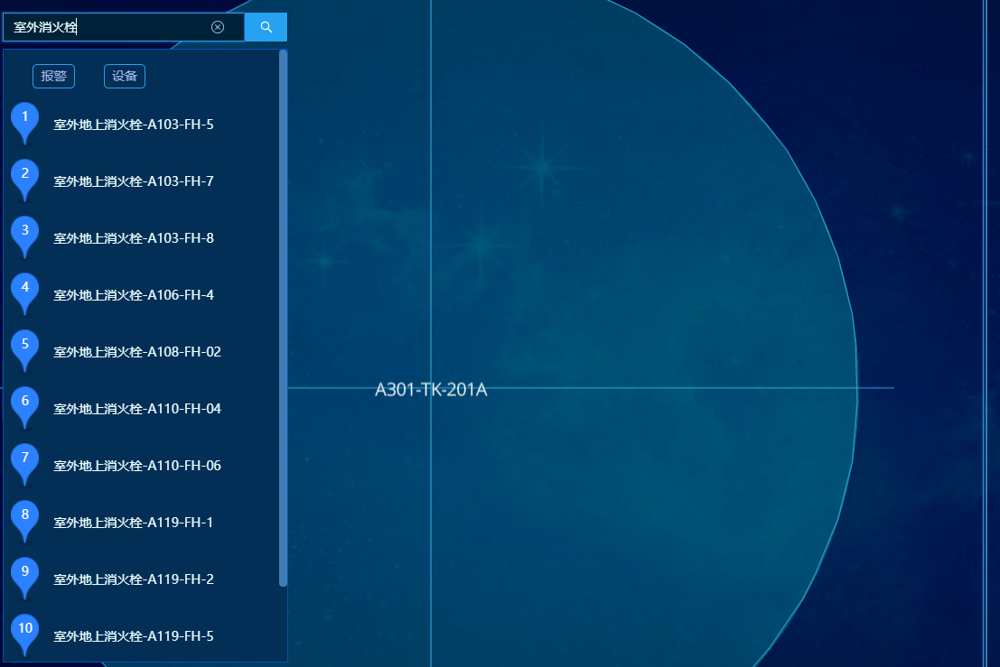 室外消火栓
报警 设备
1 室外地上消火栓-A103-FH-5
2 室外地上消火栓-A103-FH-7
3 室外地上消火栓-A103-FH-8
4 室外地上消火栓-A106-FH-4
5 室外地上消火栓-A108-FH-02
6 室外地上消火栓-A110-FH-04
7 室外地上消火栓-A110-FH-06
8 室外地上消火栓-A119-FH-1
9 室外地上消火栓-A119-FH-2
10 室外地上消火栓-A119-FH-5
A301-TK-201A